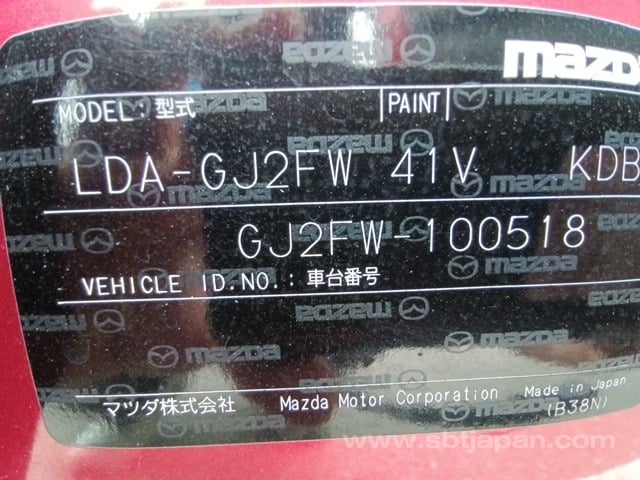 mazda
MODEL: 型式 PAINT
LDA-GJ2FW 41V KDB
GJ2FW-100518
VEHICLE ID.NO.: 車台番号
マツダ株式会社 Mazda Motor Corporation Made in Japan
(B38N)
www.sbtjapan.com